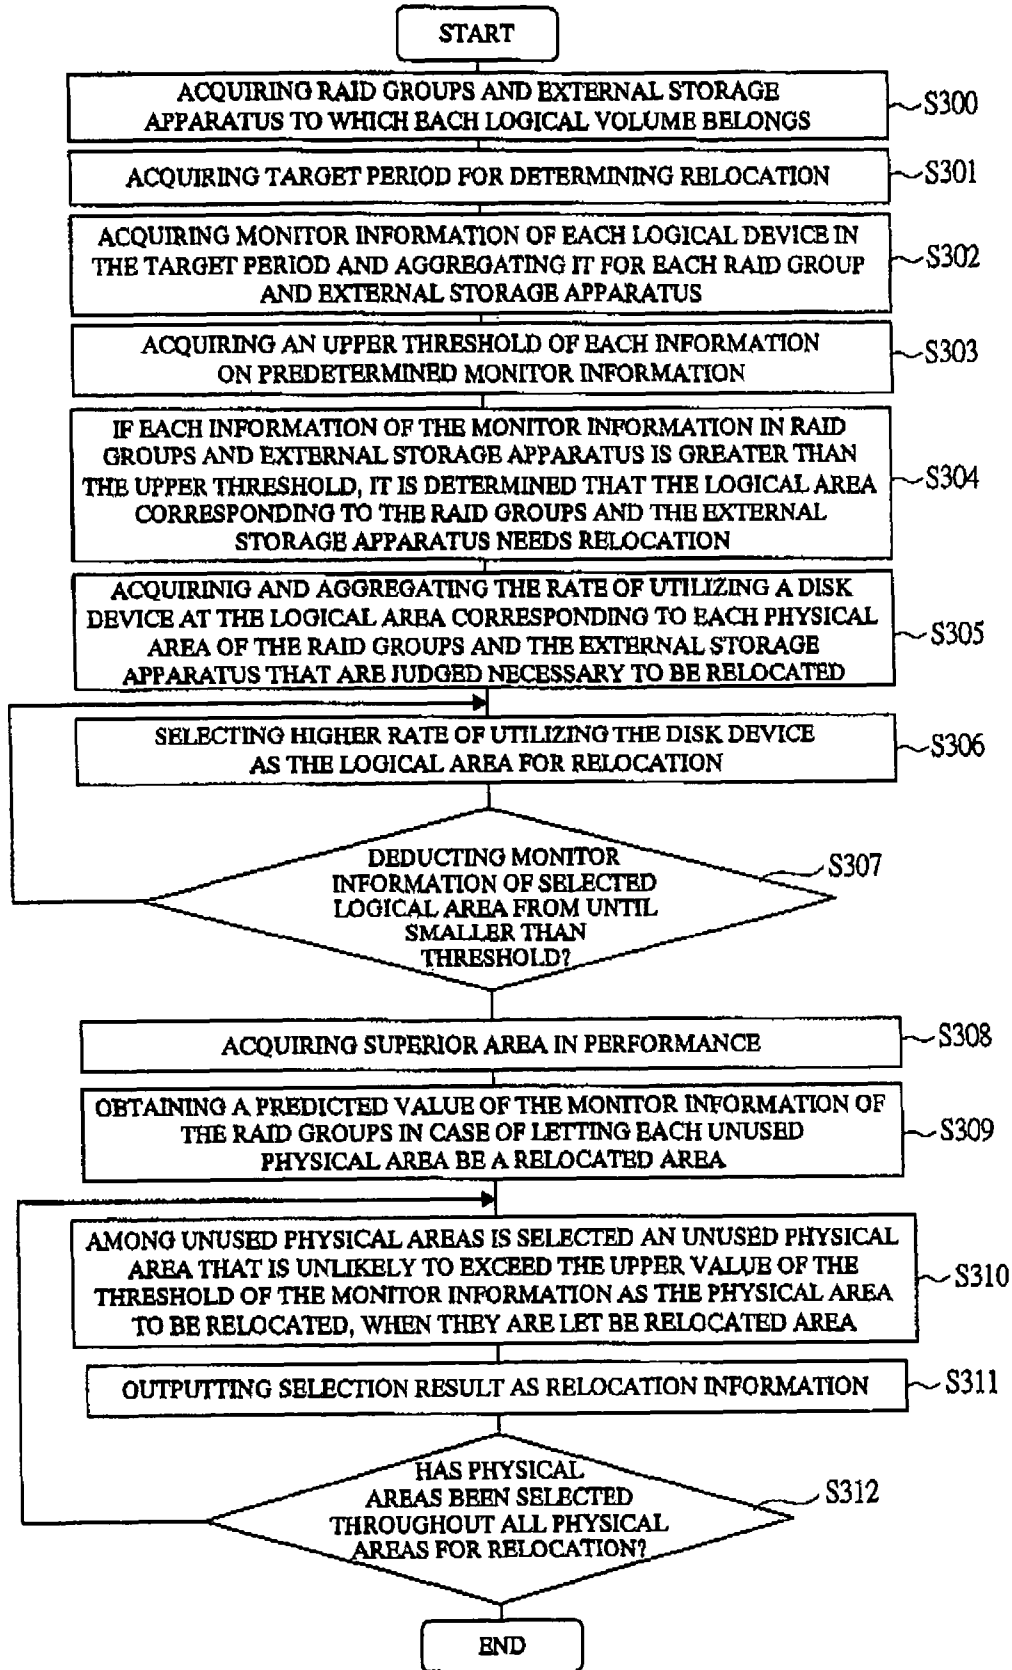 START
ACQUIRING RAID GROUPS AND EXTERNAL STORAGE
APPARATUS TO WHICH EACH LOGICAL VOLUME BELONGS
S300
ACQUIRING TARGET PERIOD FOR DETERMINING RELOCATION
S301
ACQUIRING MONITOR INFORMATION OF EACH LOGICAL DEVICE IN
THE TARGET PERIOD AND AGGREGATING IT FOR EACH RAID GROUP
AND EXTERNAL STORAGE APPARATUS
S302
ACQUIRING AN UPPER THRESHOLD OF EACH INFORMATION
ON PREDETERMINED MONITOR INFORMATION
S303
IF EACH INFORMATION OF THE MONITOR INFORMATION IN RAID
GROUPS AND EXTERNAL STORAGE APPARATUS IS GREATER THAN
THE UPPER THRESHOLD, IT IS DETERMINED THAT THE LOGICAL AREA
CORRESPONDING TO THE RAID GROUPS AND THE EXTERNAL
STORAGE APPARATUS NEEDS RELOCATION
S304
ACQUIRINIG AND AGGREGATING THE RATE OF UTILIZING A DISK
DEVICE AT THE LOGICAL AREA CORRESPONDING TO EACH PHYSICAL
AREA OF THE RAID GROUPS AND THE EXTERNAL STORAGE
APPARATUS THAT ARE JUDGED NECESSARY TO BE RELOCATED
S305
SELECTING HIGHER RATE OF UTILIZING THE DISK DEVICE
AS THE LOGICAL AREA FOR RELOCATION
S306
DEDUCTING MONITOR
INFORMATION OF SELECTED
LOGICAL AREA FROM UNTIL
SMALLER THAN
THRESHOLD?
S307
ACQUIRING SUPERIOR AREA IN PERFORMANCE
S308
OBTAINING A PREDICTED VALUE OF THE MONITOR INFORMATION OF
THE RAID GROUPS IN CASE OF LETTING EACH UNUSED
PHYSICAL AREA BE A RELOCATED AREA
S309
AMONG UNUSED PHYSICAL AREAS IS SELECTED AN UNUSED PHYSICAL
AREA THAT IS UNLIKELY TO EXCEED THE UPPER VALUE OF THE
THRESHOLD OF THE MONITOR INFORMATION AS THE PHYSICAL AREA
TO BE RELOCATED, WHEN THEY ARE LET BE RELOCATED AREA
S310
OUTPUTTING SELECTION RESULT AS RELOCATION INFORMATION
S311
HAS PHYSICAL
AREAS BEEN SELECTED
THROUGHOUT ALL PHYSICAL
AREAS FOR RELOCATION?
S312
END